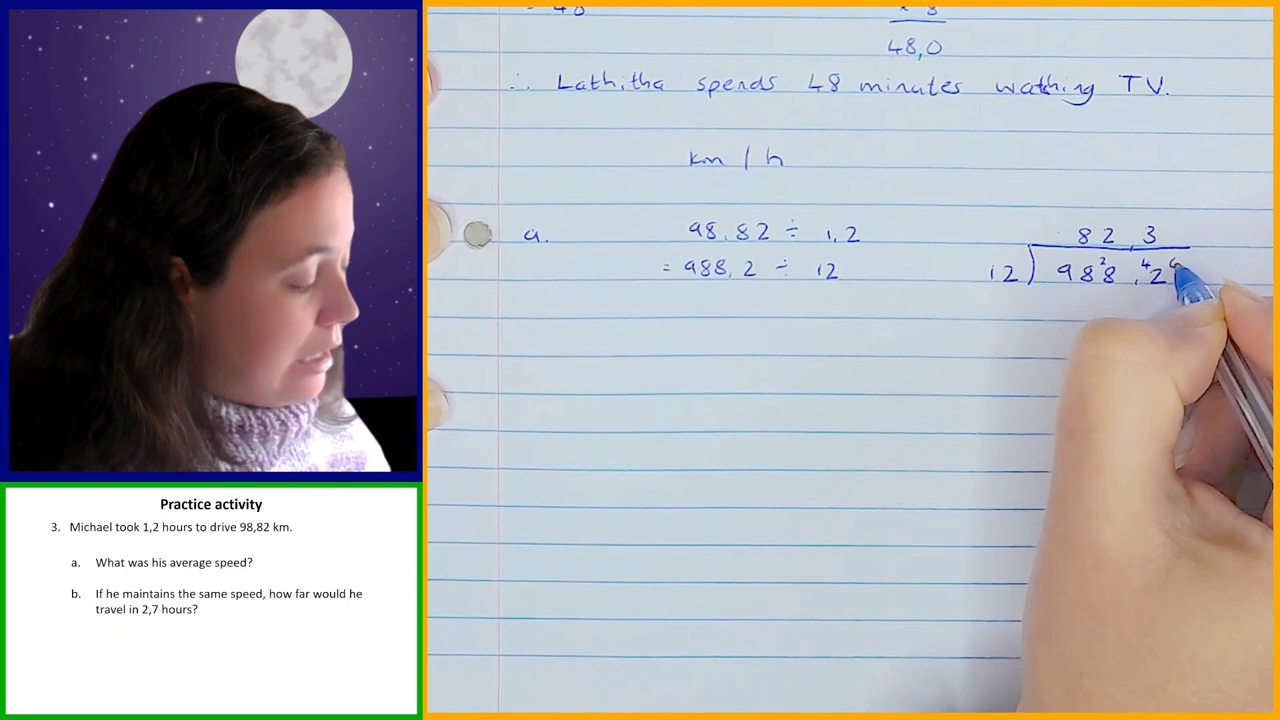 48,0
∴ Lathitha spends 48 minutes watching TV.
km / h
a. 98,82 ÷ 1,2
= 988,2 ÷ 12
82,3
12 ) 988,2
Practice activity
3. Michael took 1,2 hours to drive 98,82 km.
a. What was his average speed?
b. If he maintains the same speed, how far would he
travel in 2,7 hours?